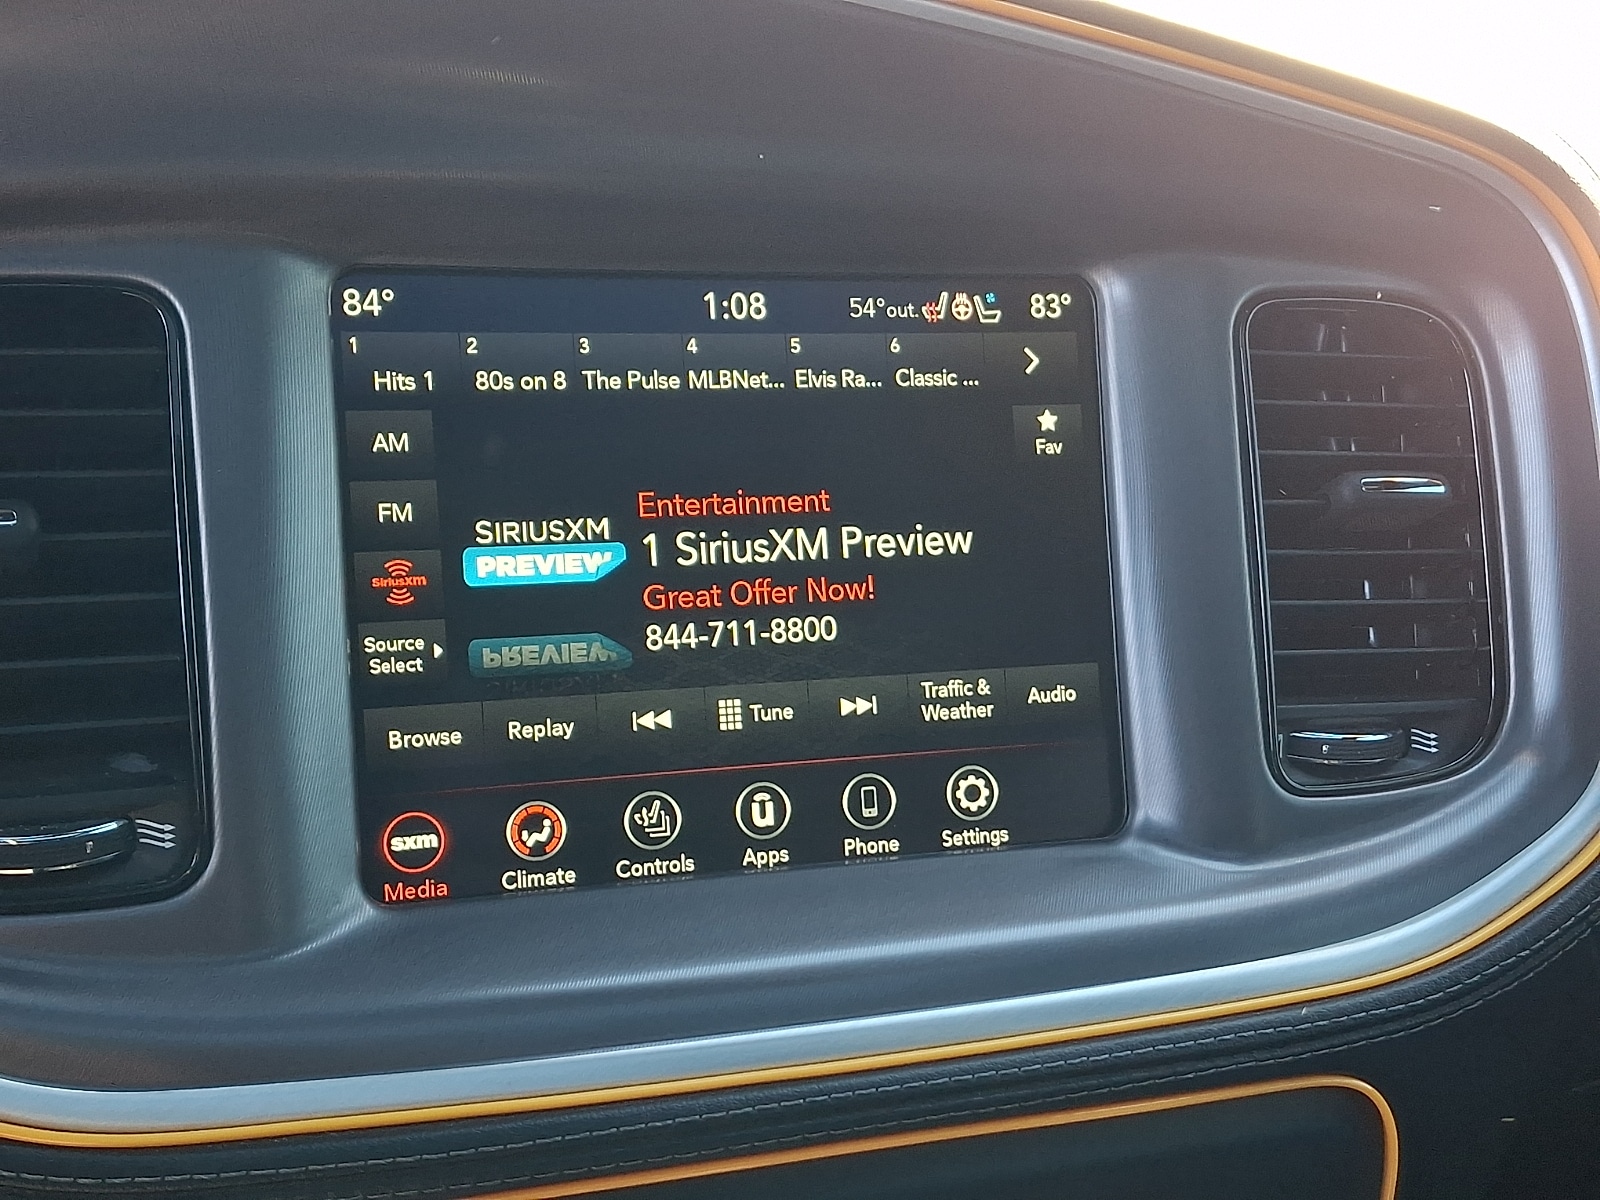 84° 1:08 54°out. 83°
1 2 3 4 5 6
Hits 1 80s on 8 The Pulse MLBNet... Elvis Ra... Classic ...
AM
Fav
FM
Entertainment
SIRIUSXM
PREVIEW
1 SiriusXM Preview
SiriusXM
Great Offer Now!
844-711-8800
Source
Select
PREVIEW
Browse
Replay
Tune
Traffic &
Weather
Audio
sxm
Media
Climate
Controls
ü
Apps
Phone
Settings